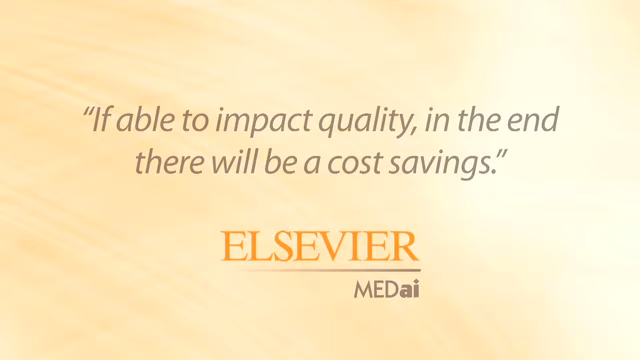 “If able to impact quality, in the end
there will be a cost savings.”
ELSEVIER
MEDai